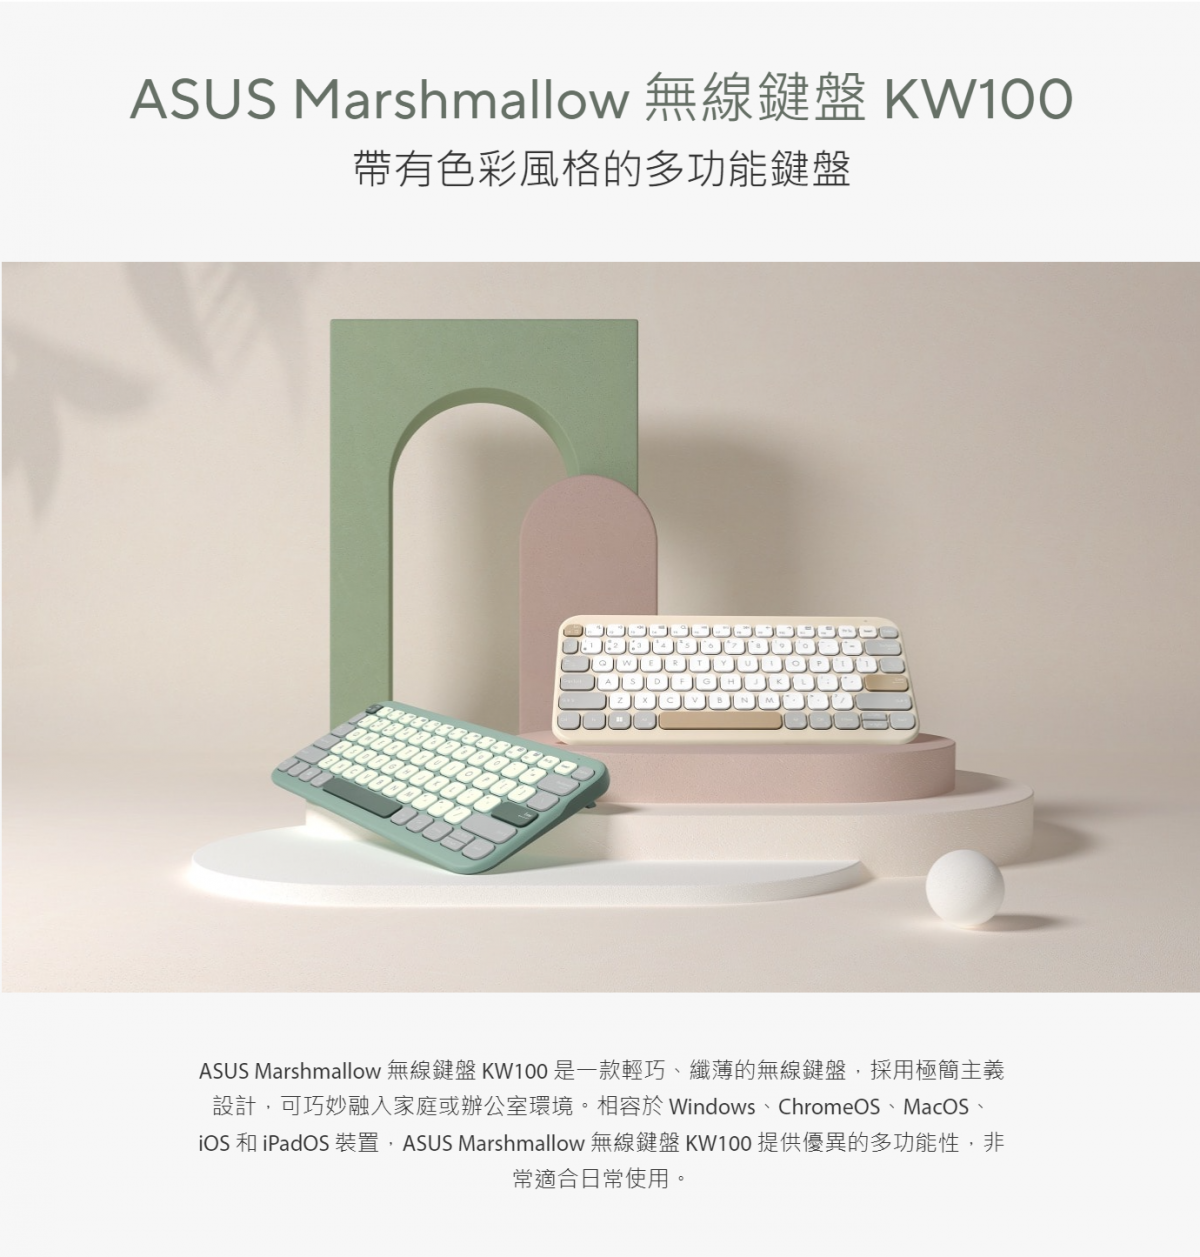 ASUS Marshmallow 無線鍵盤 KW100
帶有色彩風格的多功能鍵盤
ASUS Marshmallow 無線鍵盤 KW100 是一款輕巧、纖薄的無線鍵盤，採用極簡主義
設計，可巧妙融入家庭或辦公室環境。相容於 Windows、ChromeOS、MacOS、
iOS 和 iPadOS 裝置，ASUS Marshmallow 無線鍵盤 KW100 提供優異的多功能性，非
常適合日常使用。